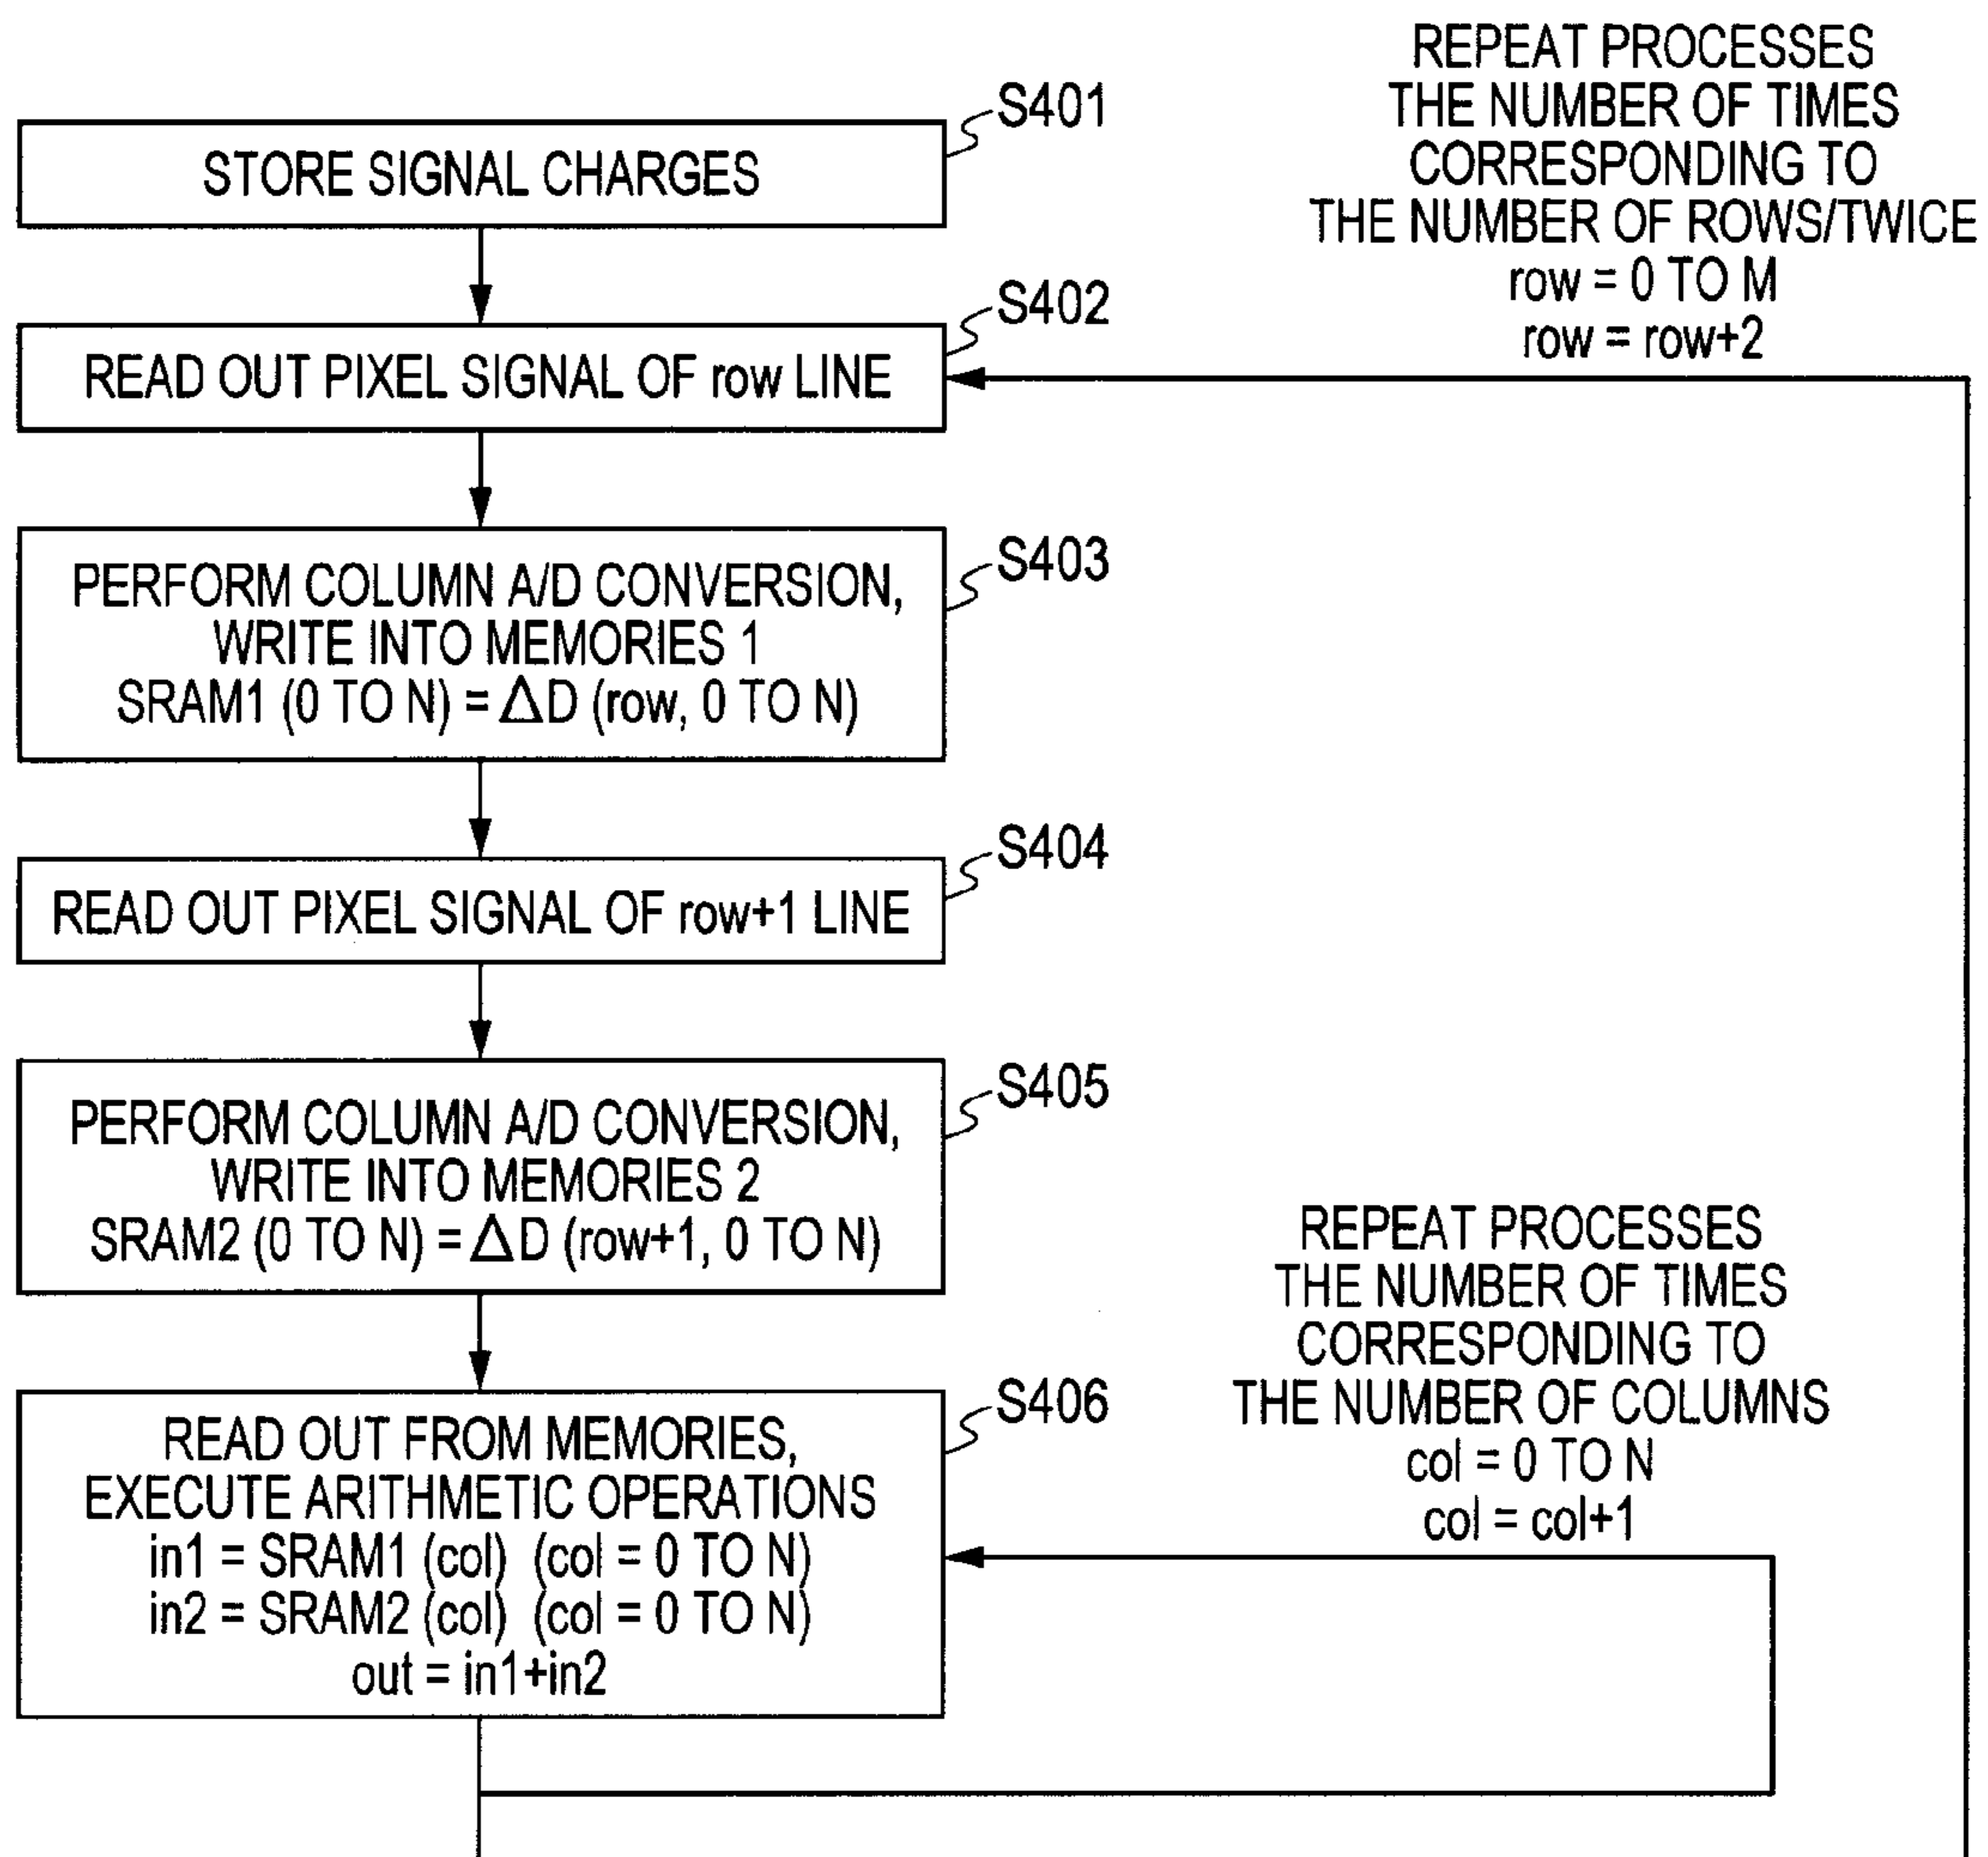 REPEAT PROCESSES
THE NUMBER OF TIMES
CORRESPONDING TO
THE NUMBER OF ROWS/TWICE
row = 0 TO M
row = row+2
S401
STORE SIGNAL CHARGES
S402
READ OUT PIXEL SIGNAL OF row LINE
S403
PERFORM COLUMN A/D CONVERSION,
WRITE INTO MEMORIES 1
SRAM1 (0 TO N) = ΔD (row, 0 TO N)
S404
READ OUT PIXEL SIGNAL OF row+1 LINE
S405
PERFORM COLUMN A/D CONVERSION,
WRITE INTO MEMORIES 2
SRAM2 (0 TO N) = ΔD (row+1, 0 TO N)
REPEAT PROCESSES
THE NUMBER OF TIMES
CORRESPONDING TO
THE NUMBER OF COLUMNS
col = 0 TO N
col = col+1
S406
READ OUT FROM MEMORIES,
EXECUTE ARITHMETIC OPERATIONS
in1 = SRAM1 (col) (col = 0 TO N)
in2 = SRAM2 (col) (col = 0 TO N)
out = in1+in2